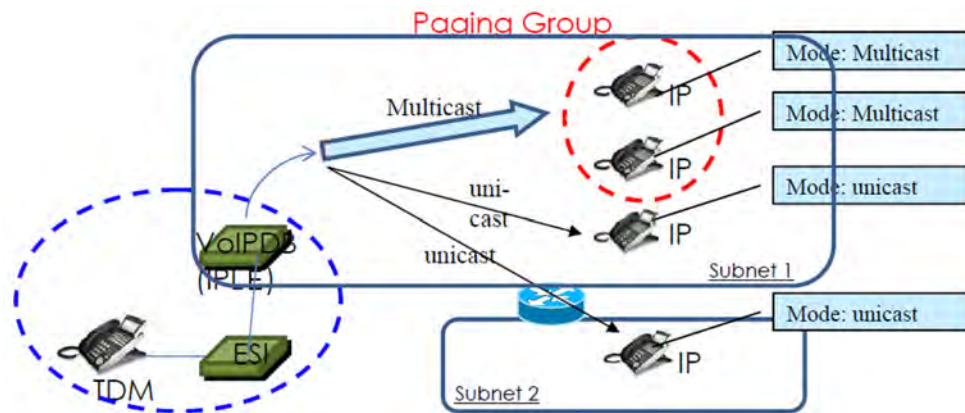 Paging Group
Mode: Multicast
IP
Multicast
Mode: Multicast
IP
Mode: unicast
uni-
cast
IP
VoIPDB
(IPLE)
unicast
Subnet 1
Mode: unicast
ESI
IP
TDM
Subnet 2